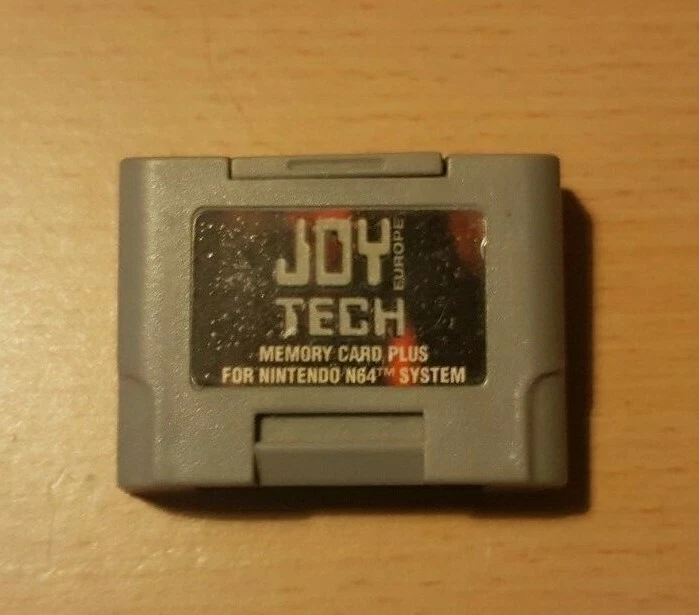 JOY
EUROPE
TECH
MEMORY CARD PLUS
FOR NINTENDO N64™ SYSTEM